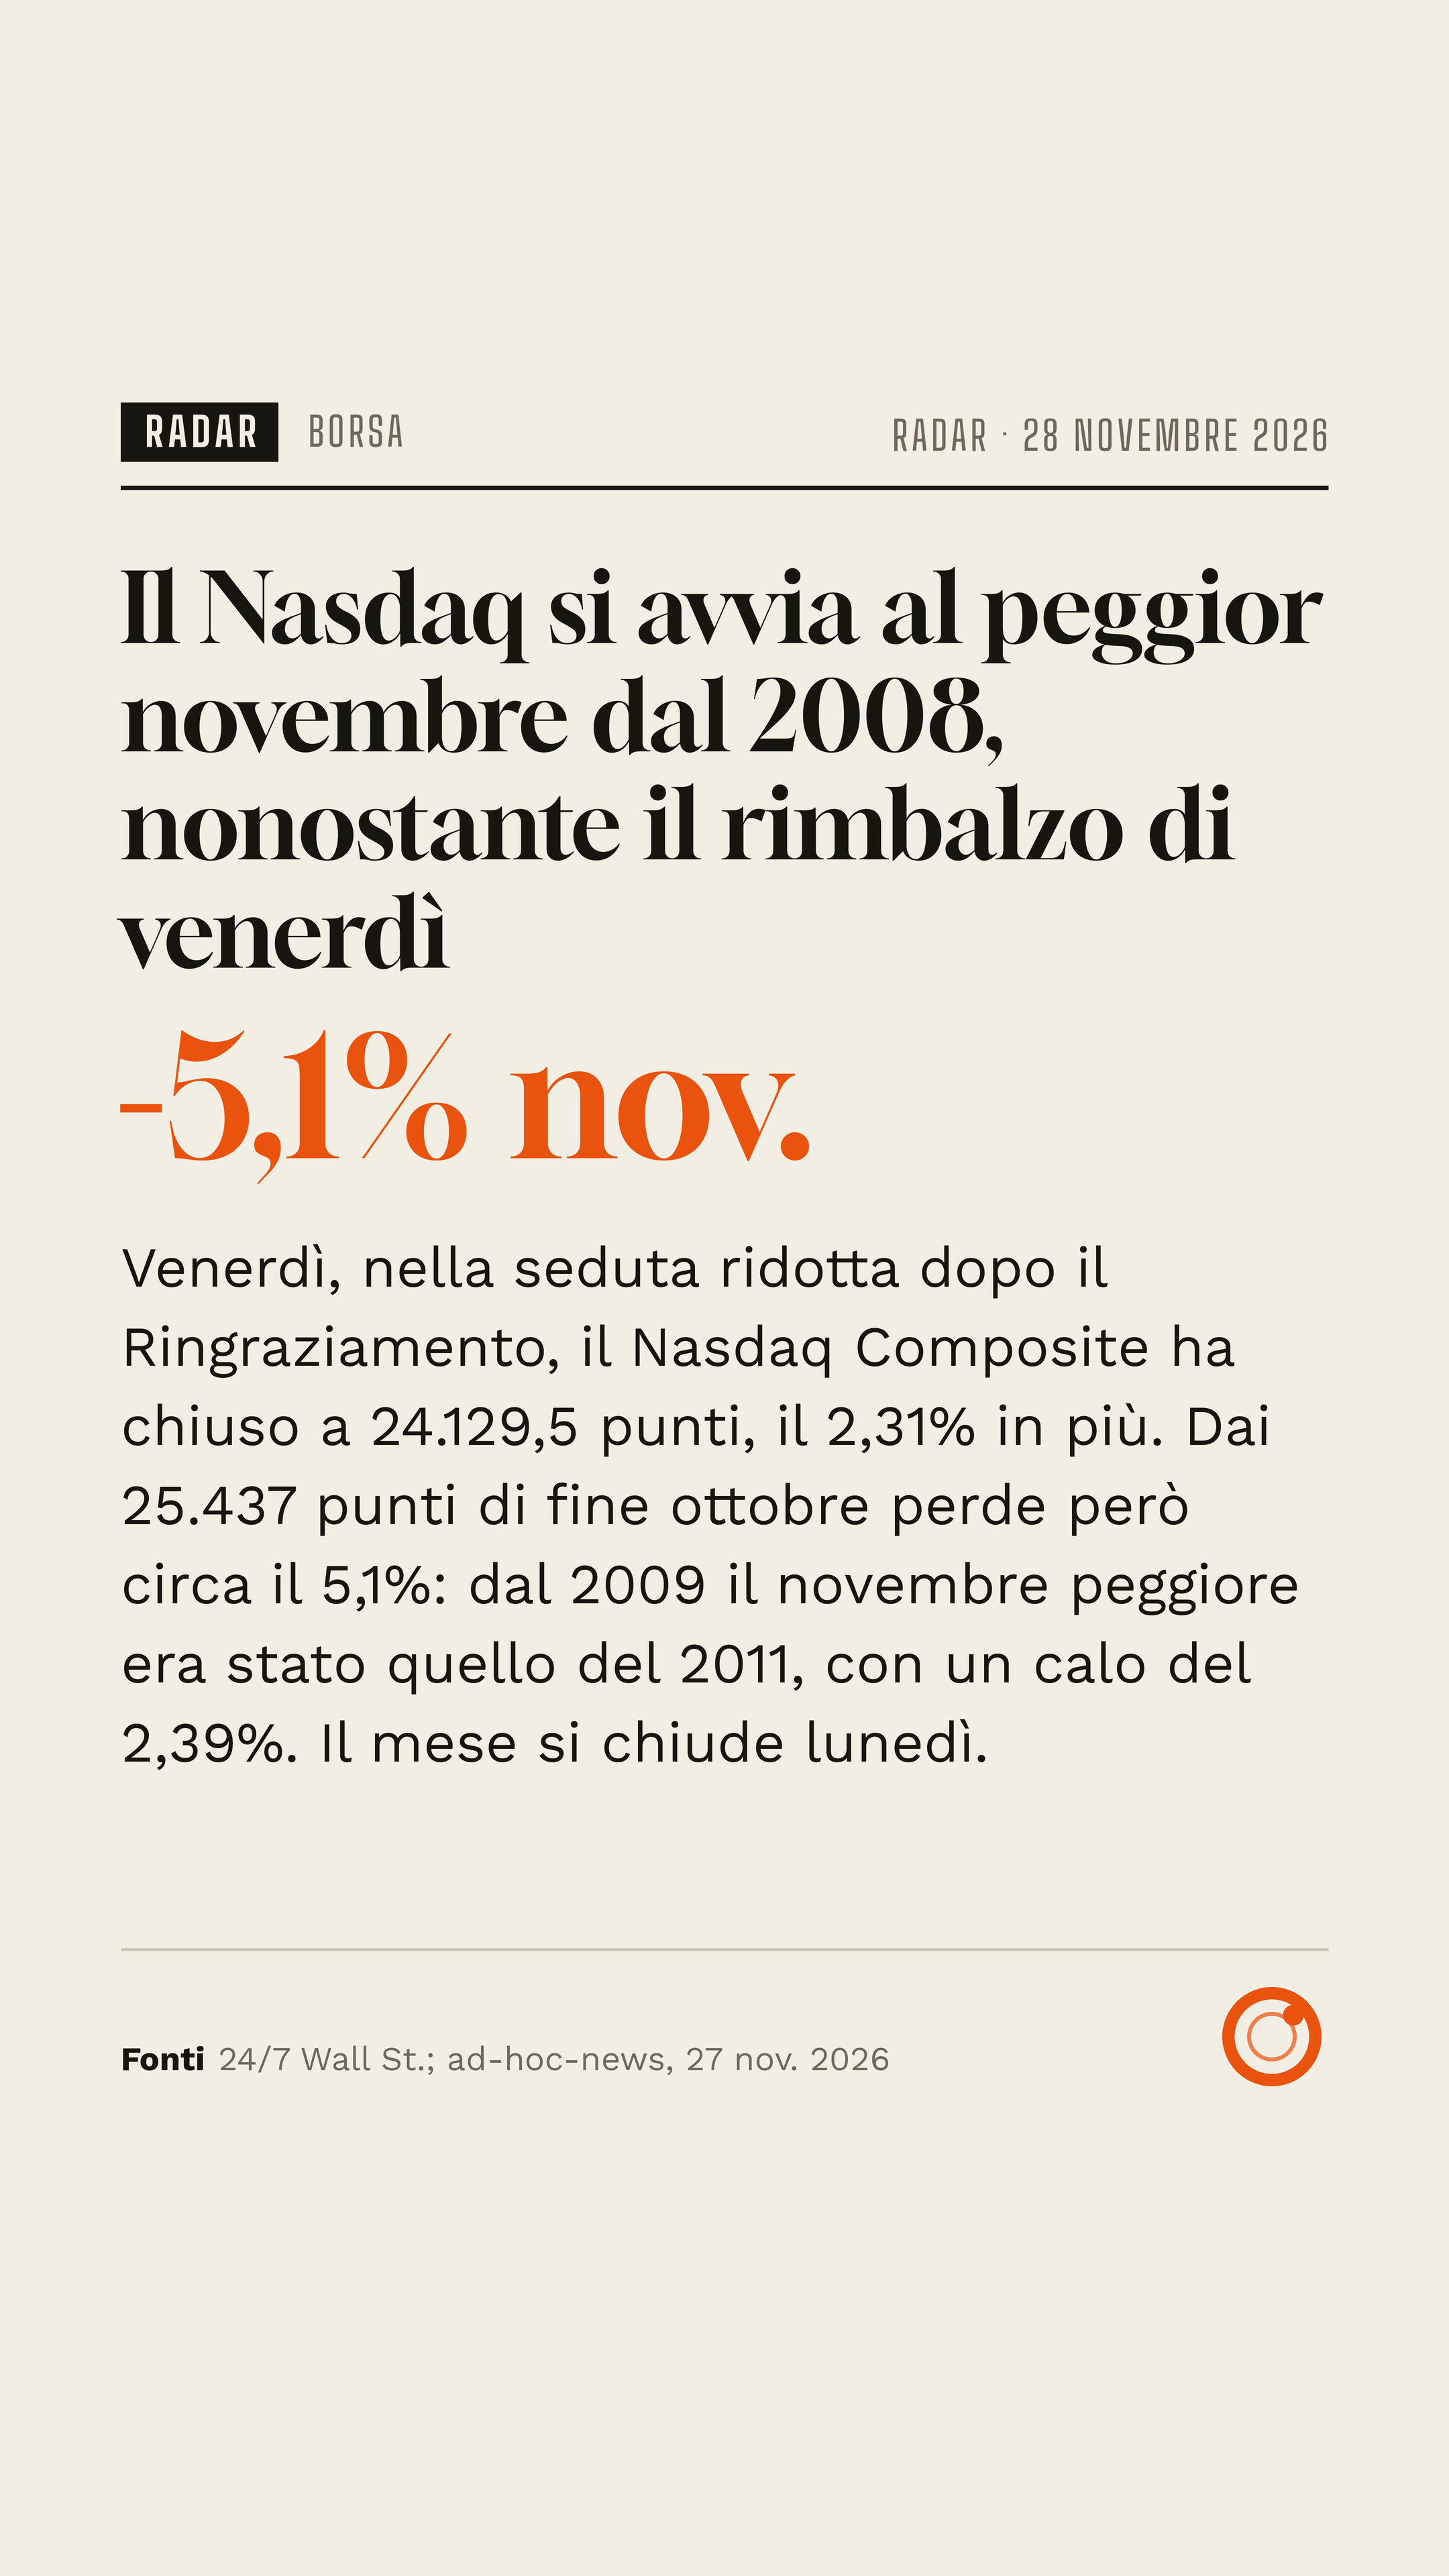 RADAR BORSA RADAR · 28 NOVEMBRE 2026
Il Nasdaq si avvia al peggior
novembre dal 2008,
nonostante il rimbalzo di
venerdì
-5,1% nov.
Venerdì, nella seduta ridotta dopo il
Ringraziamento, il Nasdaq Composite ha
chiuso a 24.129,5 punti, il 2,31% in più. Dai
25.437 punti di fine ottobre perde però
circa il 5,1%: dal 2009 il novembre peggiore
era stato quello del 2011, con un calo del
2,39%. Il mese si chiude lunedì.
Fonti 24/7 Wall St.; ad-hoc-news, 27 nov. 2026